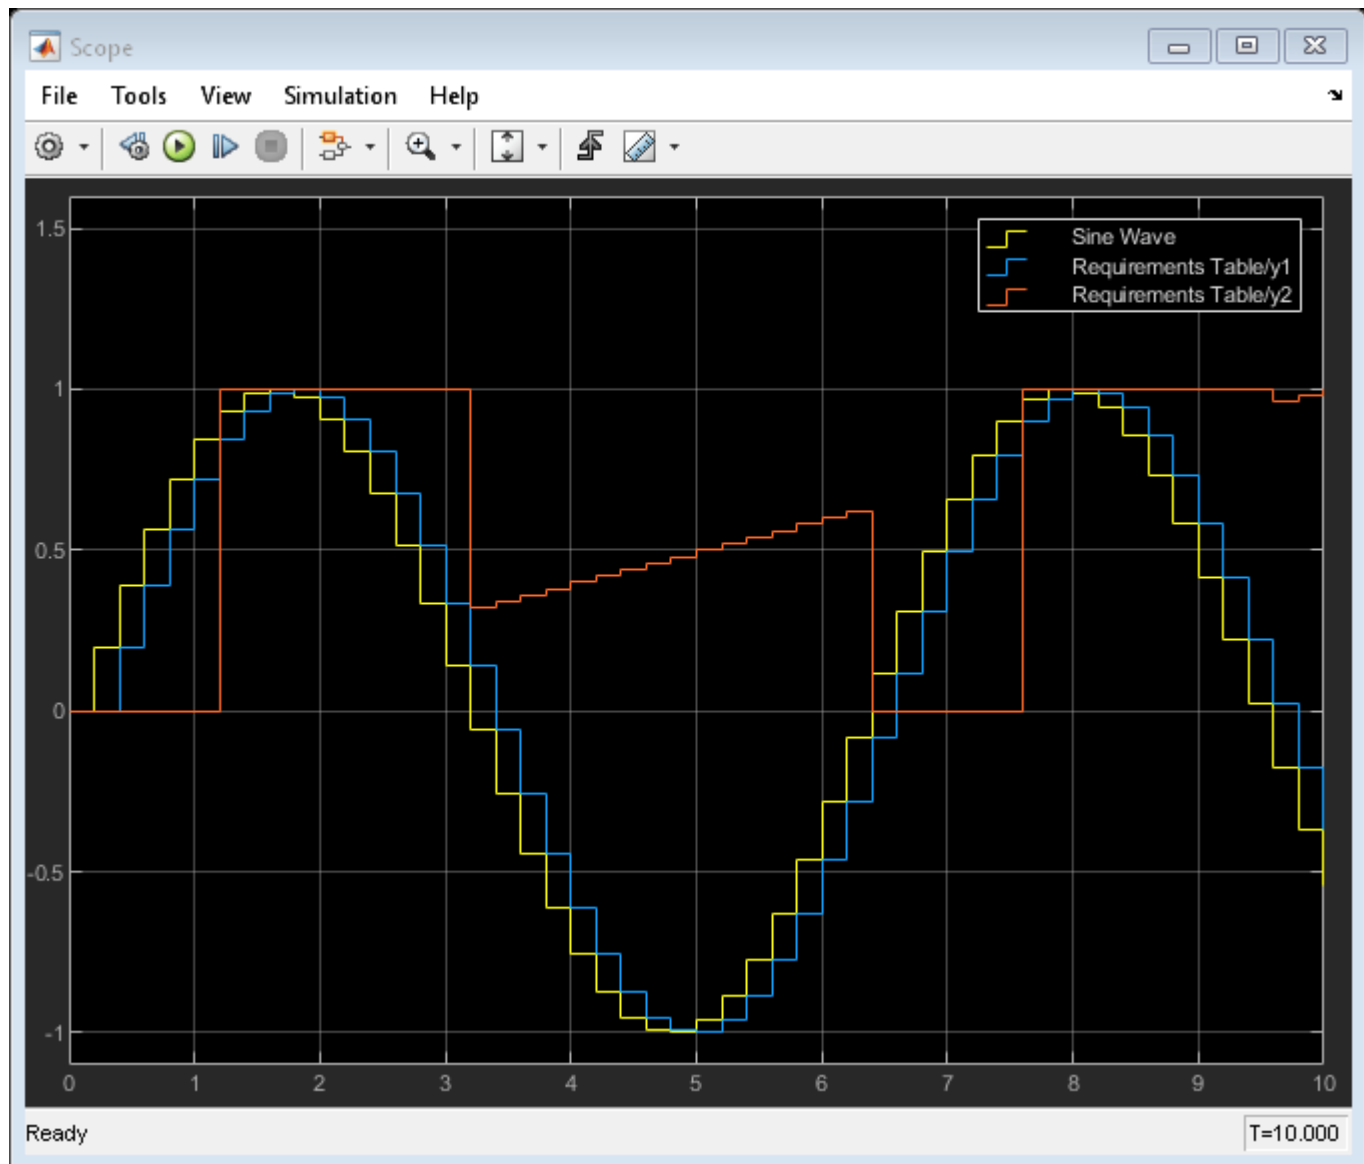 Scope
File Tools View Simulation Help
1.5
1
0.5
0
-0.5
-1
Sine Wave
Requirements Table/y1
Requirements Table/y2
0 1 2 3 4 5 6 7 8 9 10
Ready T=10.000